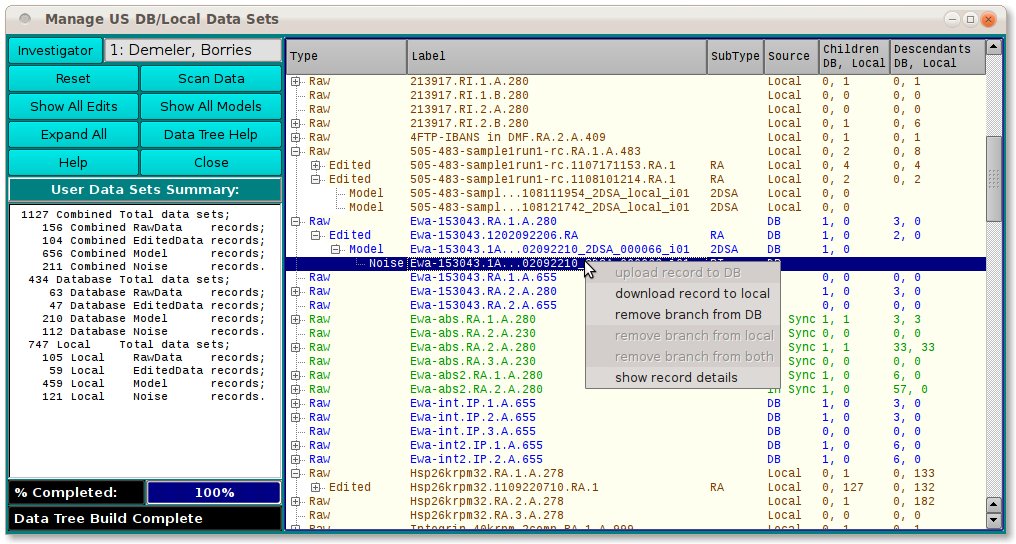 Manage US DB/Local Data Sets
Investigator 1: Demeler, Borries
Reset Scan Data
Show All Edits Show All Models
Expand All Data Tree Help
Help Close
User Data Sets Summary:
1127 Combined Total data sets;
156 Combined RawData records;
104 Combined EditedData records;
656 Combined Model records;
211 Combined Noise records.
434 Database Total data sets;
63 Database RawData records;
47 Database EditedData records;
210 Database Model records;
112 Database Noise records.
747 Local Total data sets;
105 Local RawData records;
59 Local EditedData records;
459 Local Model records;
121 Local Noise records.
% Completed: 100%
Data Tree Build Complete
Type Label SubType Source Children DB, Local Descendants DB, Local
Raw 213917.RI.1.A.280 Local 0, 1 0, 1
Raw 213917.RI.1.B.280 Local 0, 0 0, 0
Raw 213917.RI.2.A.280 Local 0, 0 0, 0
Raw 213917.RI.2.B.280 Local 0, 1 0, 6
Raw 4FTP-IBANS in DMF.RA.2.A.409 Local 0, 1 0, 1
Raw 505-483-sample1run1-rc.RA.1.A.483 Local 0, 2 0, 8
Edited 505-483-sample1run1-rc.1107171153.RA.1 RA Local 0, 4 0, 4
Edited 505-483-sample1run1-rc.1108101214.RA.1 RA Local 0, 2 0, 2
Model 505-483-sampl...108111954_2DSA_local_i01 2DSA Local 0, 0
Model 505-483-sampl...108121742_2DSA_local_i01 2DSA Local 0, 0
Raw Ewa-153043.RA.1.A.280 DB 1, 0 3, 0
Edited Ewa-153043.1202092206.RA RA DB 1, 0 2, 0
Model Ewa-153043.1A...02092210_2DSA_000066_i01 2DSA DB 1, 0
Noise Ewa-153043.1A...02092210
Raw Ewa-153043.RA.1.A.655 0, 0 0, 0
Raw Ewa-153043.RA.2.A.280 1, 0 3, 0
Raw Ewa-153043.RA.2.A.655 0, 0 0, 0
Raw Ewa-abs.RA.1.A.280 Sync 1, 1 3, 3
Raw Ewa-abs.RA.2.A.230 Sync 0, 0 0, 0
Raw Ewa-abs.RA.2.A.280 Sync 1, 1 33, 33
Raw Ewa-abs.RA.3.A.230 Sync 0, 0 0, 0
Raw Ewa-abs2.RA.1.A.280 Sync 1, 0 6, 0
Raw Ewa-abs2.RA.2.A.280 In Sync 1, 0 57, 0
Raw Ewa-int.IP.1.A.655 DB 1, 0 3, 0
Raw Ewa-int.IP.2.A.655 DB 1, 0 3, 0
Raw Ewa-int.IP.3.A.655 DB 0, 0 0, 0
Raw Ewa-int2.IP.1.A.655 DB 1, 0 6, 0
Raw Ewa-int2.IP.2.A.655 DB 1, 0 6, 0
Raw Hsp26krpm32.RA.1.A.278 Local 0, 1 0, 133
Edited Hsp26krpm32.1109220710.RA.1 RA Local 0, 127 0, 132
Raw Hsp26krpm32.RA.2.A.278 Local 0, 1 0, 182
Raw Hsp26krpm32.RA.3.A.278 Local 0, 0 0, 0
Raw Integrin_40krpm_2comp.RA.1.A.999 Local 0, 1 0, 1
upload record to DB
download record to local
remove branch from DB
remove branch from local
remove branch from both
show record details